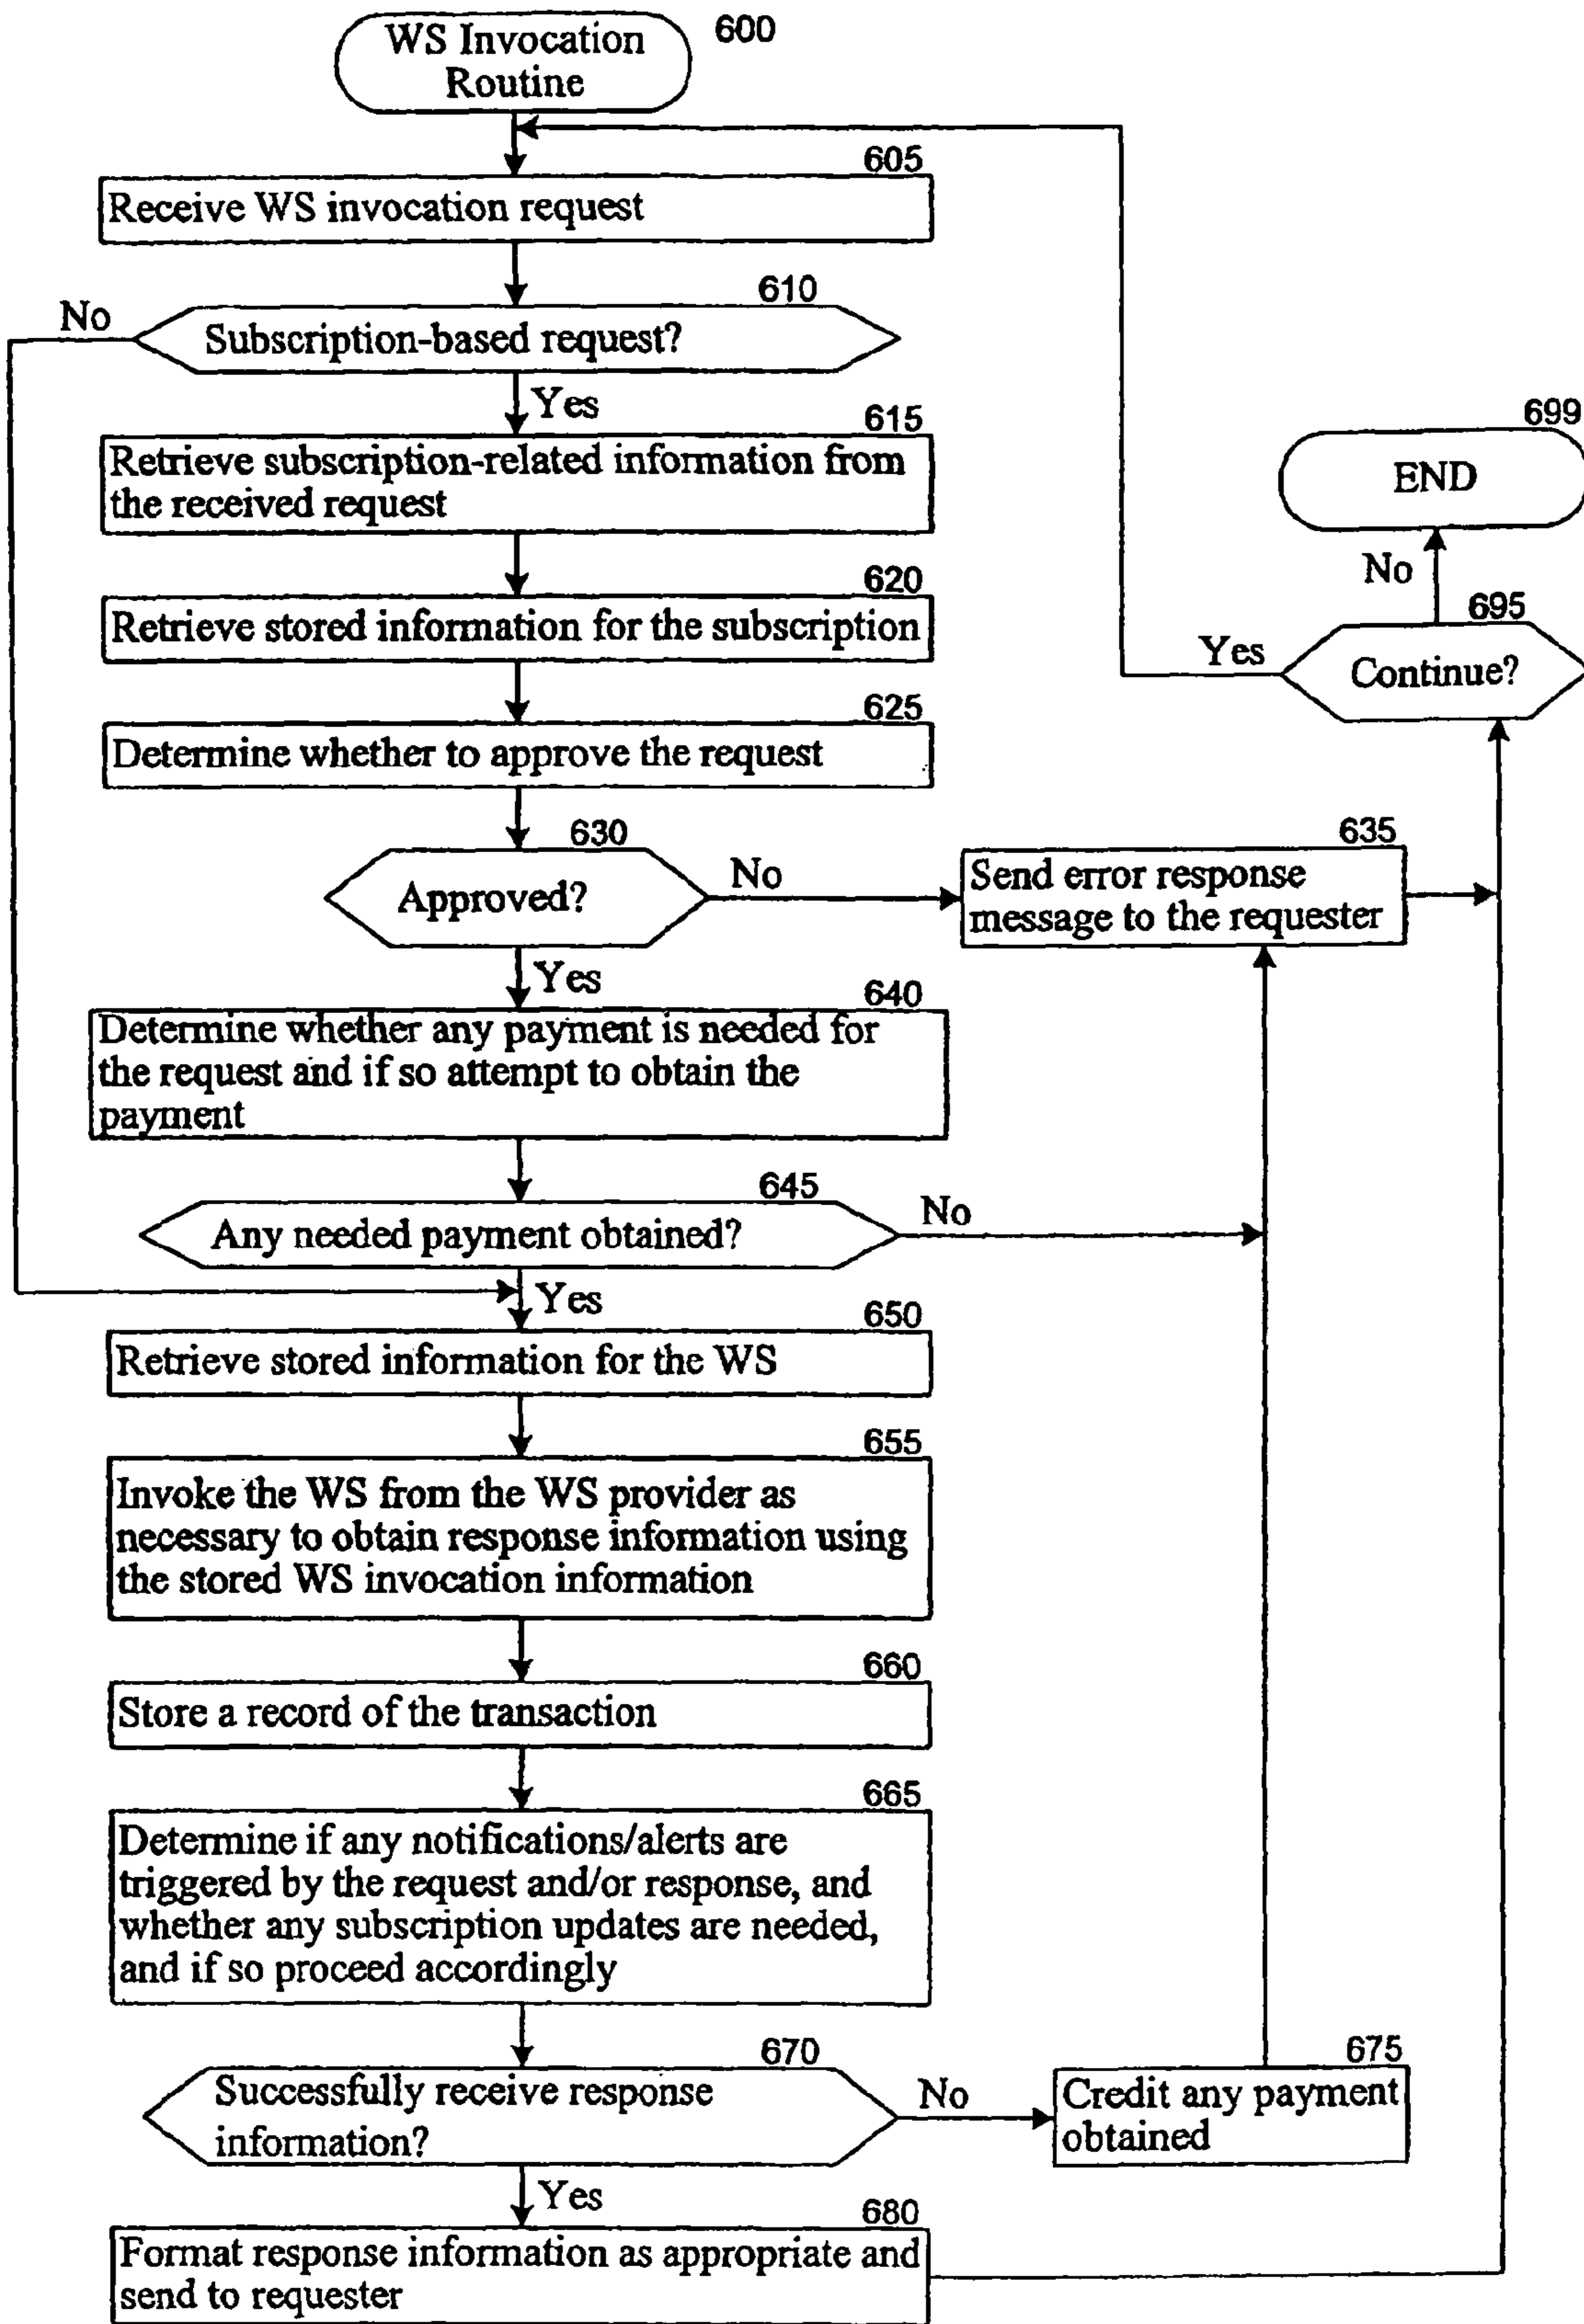 WS Invocation
Routine
600
605
Receive WS invocation request
610
No
Subscription-based request?
Yes
615
Retrieve subscription-related information from
the received request
699
END
No
620
Retrieve stored information for the subscription
695
Yes
Continue?
625
Determine whether to approve the request
630
Approved?
No
635
Send error response
message to the requester
Yes
640
Determine whether any payment is needed for
the request and if so attempt to obtain the
payment
645
Any needed payment obtained?
No
Yes
650
Retrieve stored information for the WS
655
Invoke the WS from the WS provider as
necessary to obtain response information using
the stored WS invocation information
660
Store a record of the transaction
665
Determine if any notifications/alerts are
triggered by the request and/or response, and
whether any subscription updates are needed,
and if so proceed accordingly
670
Successfully receive response
information?
No
675
Credit any payment
obtained
Yes
680
Format response information as appropriate and
send to requester